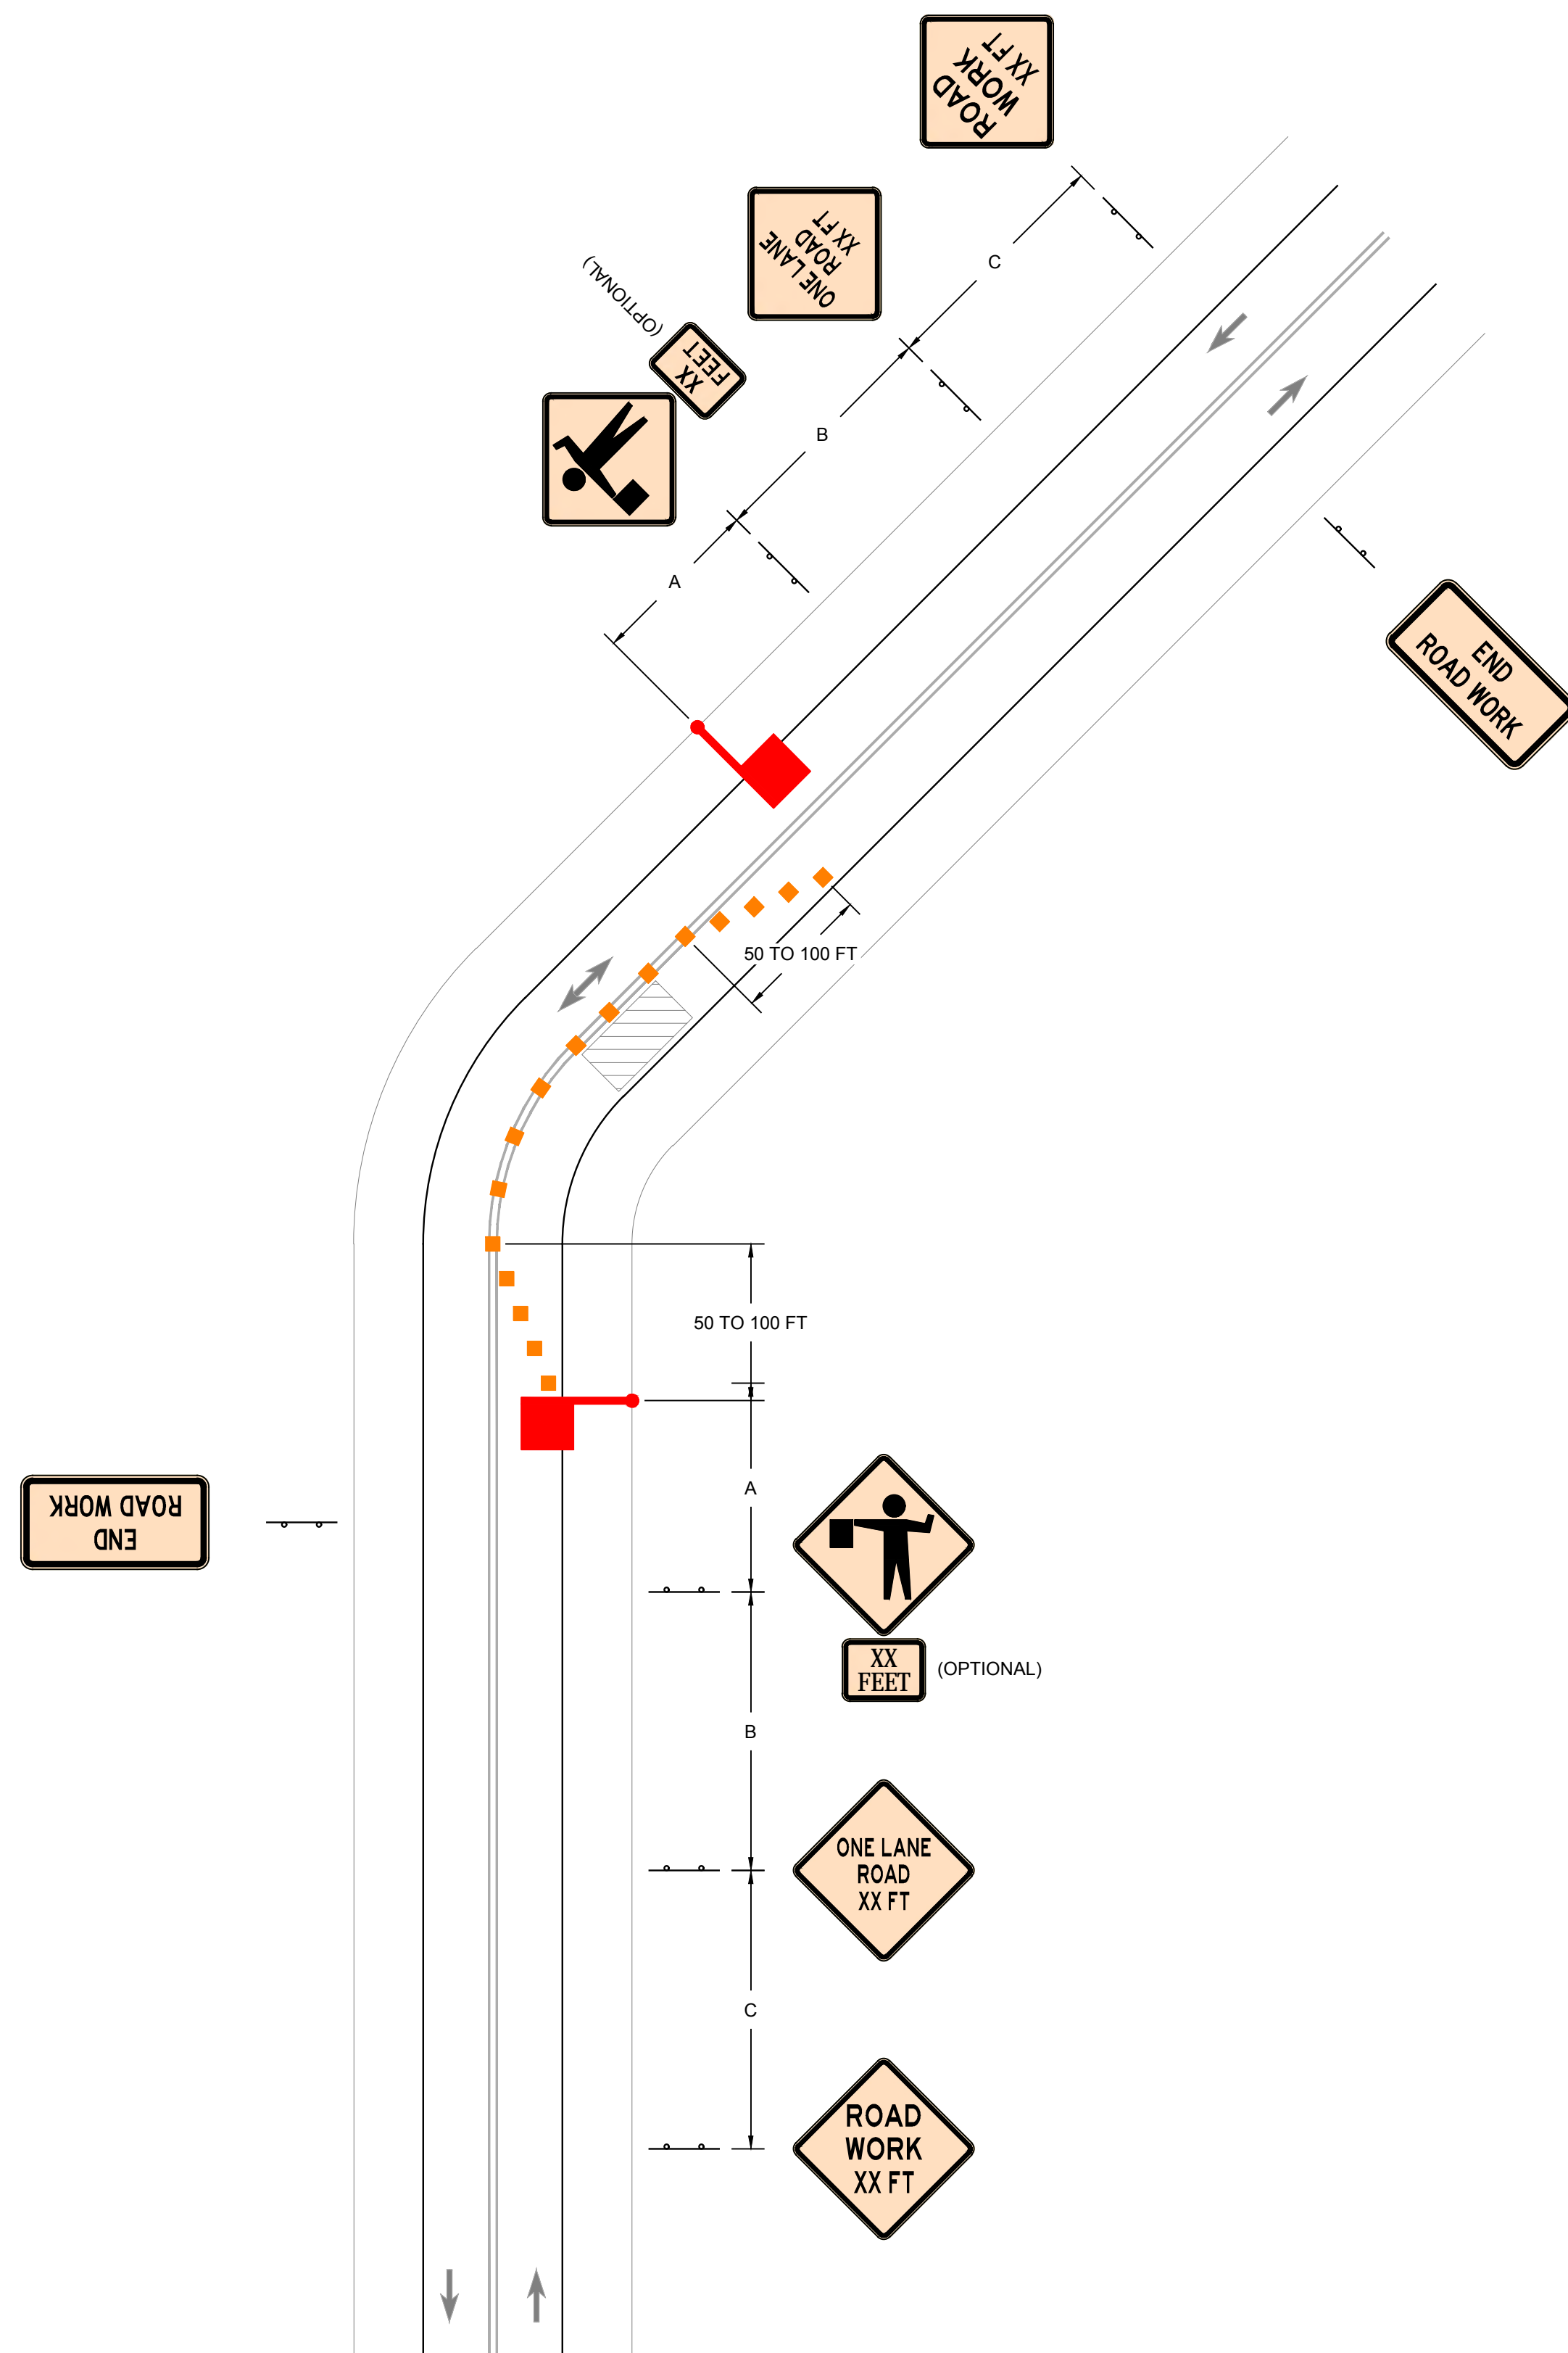 ROAD
WORK
XX FT
C
ONE LANE
ROAD
XX FT
(OPTIONAL)
XX
FEET
B
A
END
ROAD WORK
50 TO 100 FT
50 TO 100 FT
A
END
ROAD WORK
XX
FEET
(OPTIONAL)
B
ONE LANE
ROAD
XX FT
C
ROAD
WORK
XX FT